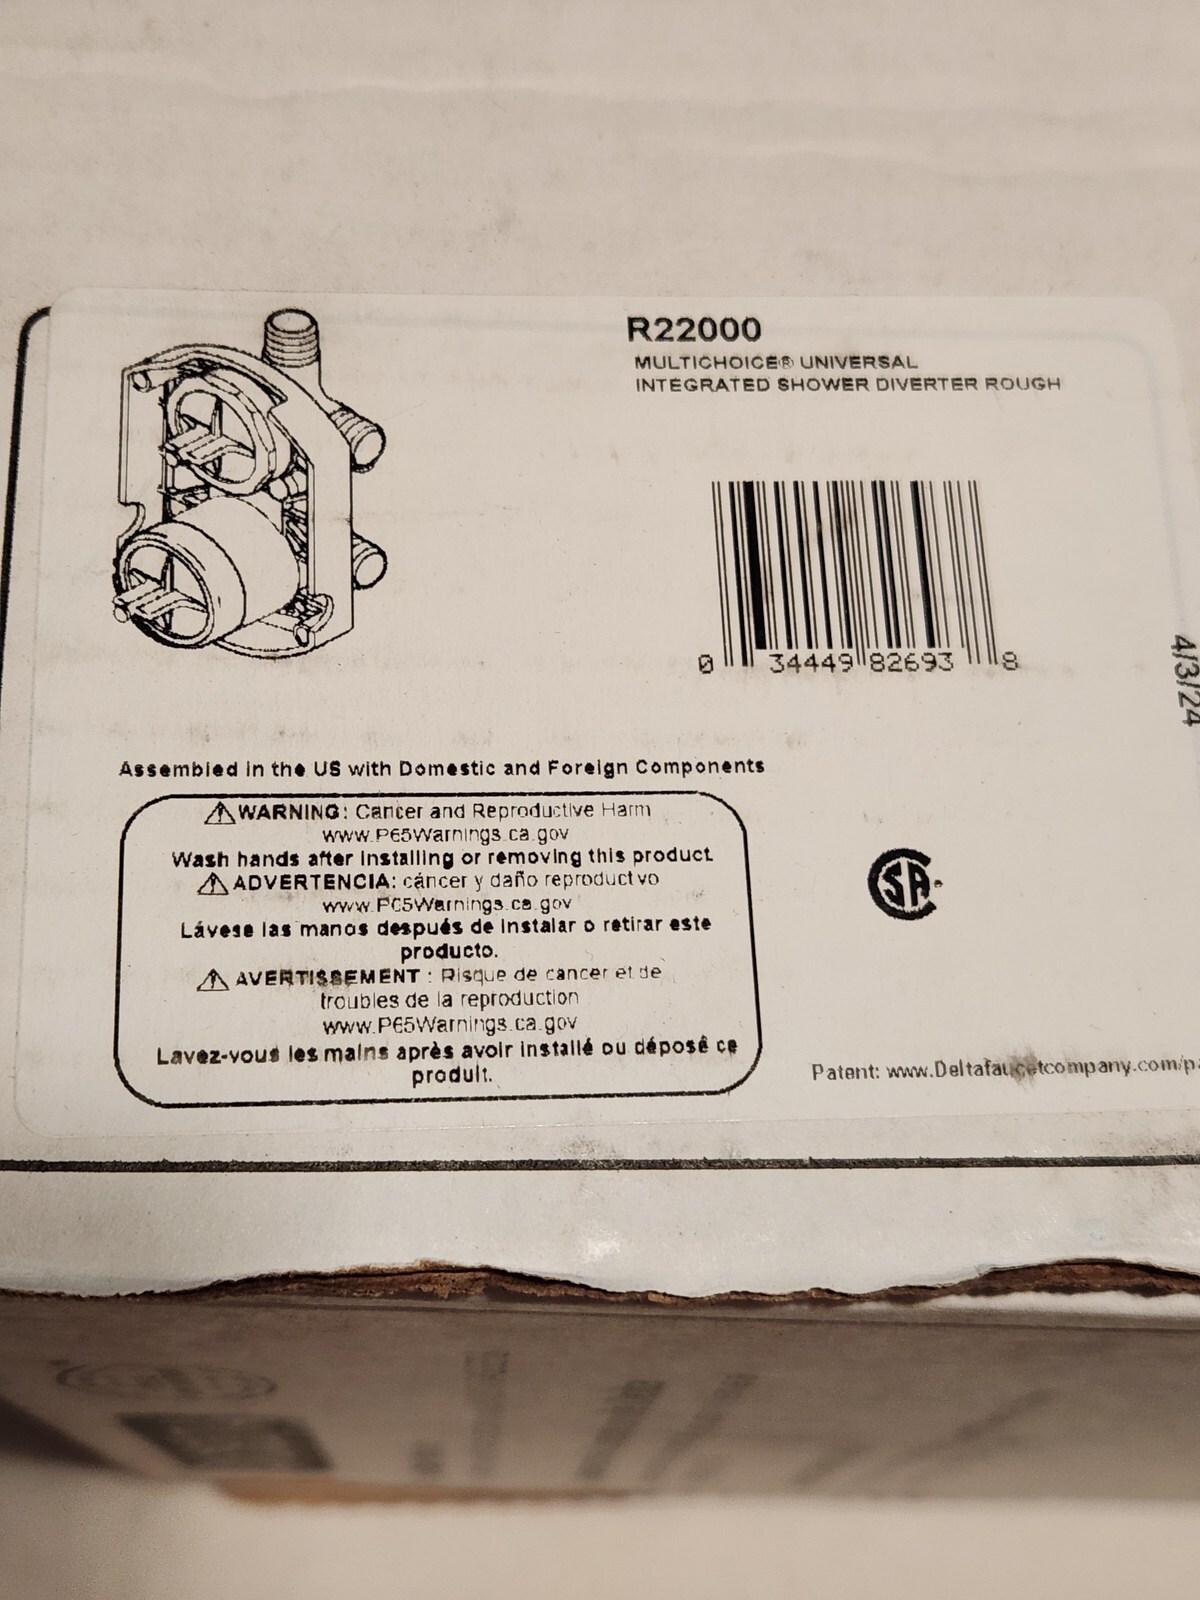 R22000
MULTICHOICE® UNIVERSAL
INTEGRATED SHOWER DIVERTER ROUGH
0 34449 82693 8
4/3/24
Assembled in the US with Domestic and Foreign Components
⚠WARNING: Cancer and Reproductive Harm
www.P65Warnings.ca.gov
Wash hands after installing or removing this product.
⚠ADVERTENCIA: cáncer y daño reproductivo
www.P65Warnings.ca.gov
Lávese las manos después de instalar o retirar este
producto.
⚠AVERTISSEMENT : Risque de cancer et de
troubles de la reproduction
www.P65Warnings.ca.gov
Lavez-vous les mains après avoir installé ou déposé ce
produit.
SA
Patent: www.Deltafaucetcompany.com/pa